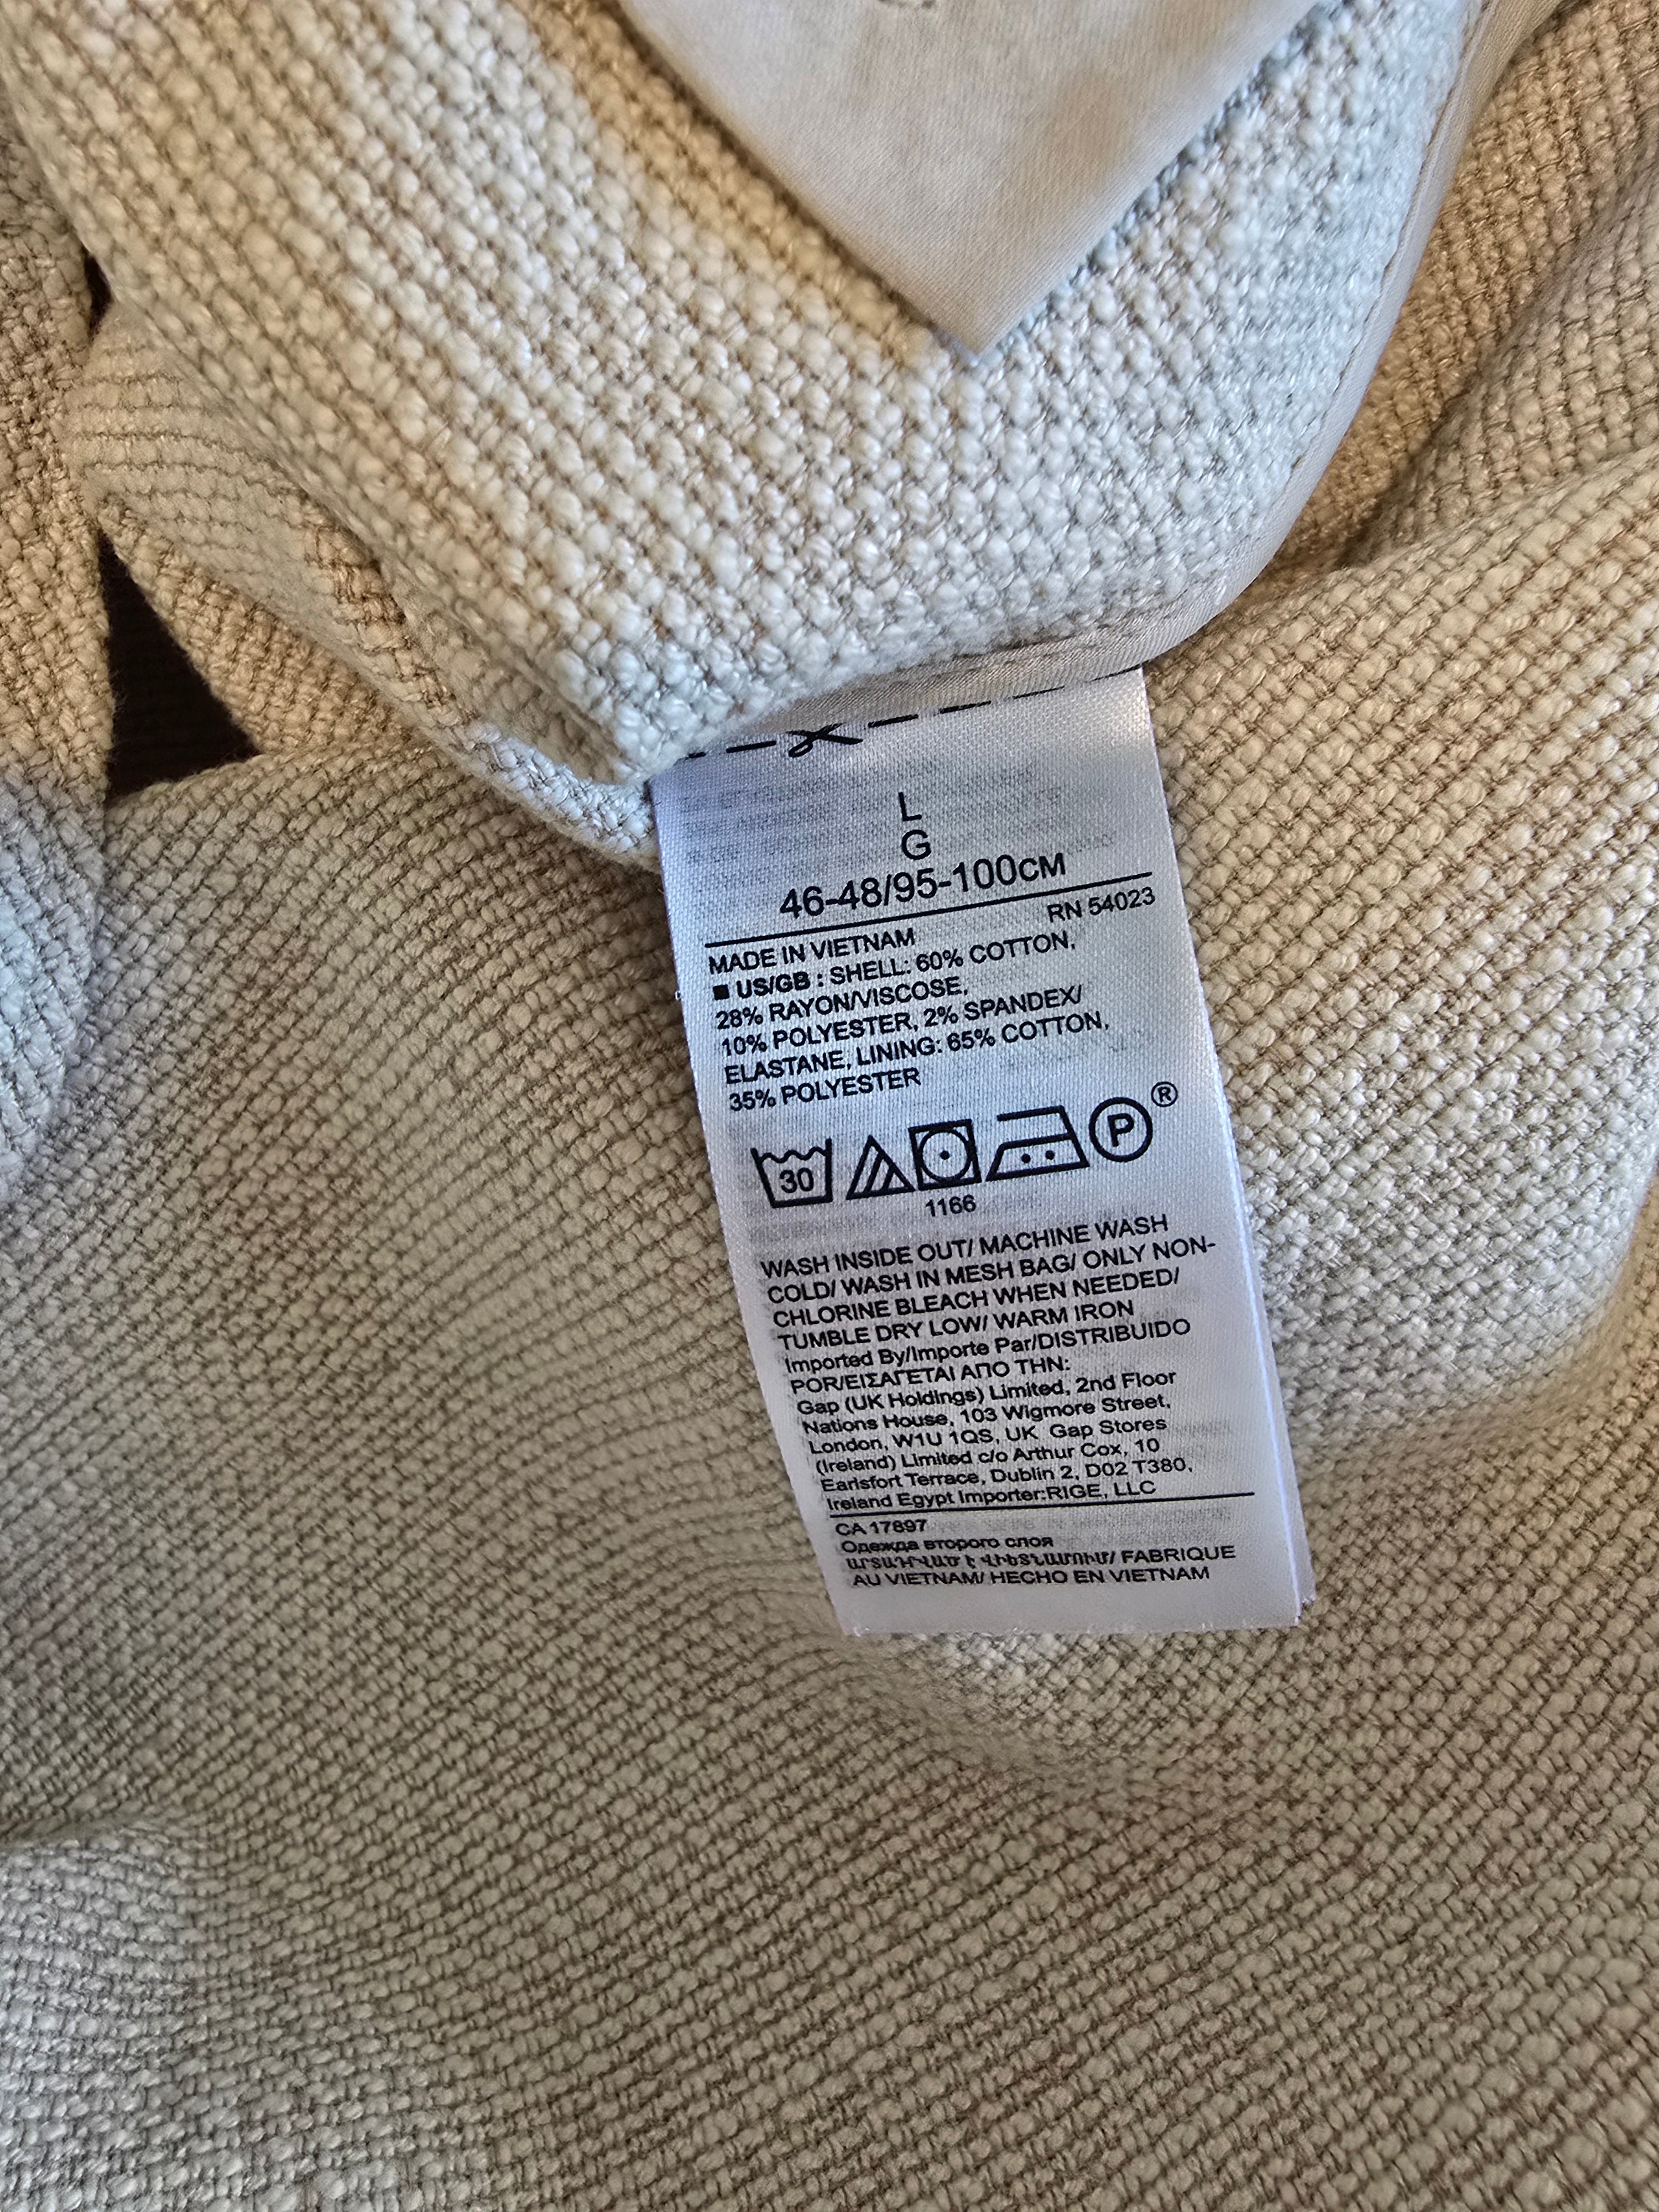 L
G
46-48/95-100CM
RN 54023
MADE IN VIETNAM
■ US/GB : SHELL: 60% COTTON,
28% RAYON/VISCOSE,
10% POLYESTER, 2% SPANDEX/
ELASTANE, LINING: 65% COTTON,
35% POLYESTER
30
P®
1166
WASH INSIDE OUT/ MACHINE WASH
COLD/ WASH IN MESH BAG/ ONLY NON-
CHLORINE BLEACH WHEN NEEDED/
TUMBLE DRY LOW/ WARM IRON
Imported By/Importe Par/DISTRIBUIDO
POR/ΕΙΣΑΓΕΤΑΙ ΑΠΟ ΤΗΝ:
Gap (UK Holdings) Limited, 2nd Floor
Nations House, 103 Wigmore Street,
London, W1U 1QS, UK Gap Stores
(Ireland) Limited c/o Arthur Cox, 10
Earlsfort Terrace, Dublin 2, D02 T380,
Ireland Egypt Importer:RIGE, LLC
CA 17897
Одежда второго слоя
ԱՐՏԱԴՐՎԱԾ Է ՎԻԵՏՆԱՄՈՒՄ/ FABRIQUE
AU VIETNAM/ HECHO EN VIETNAM